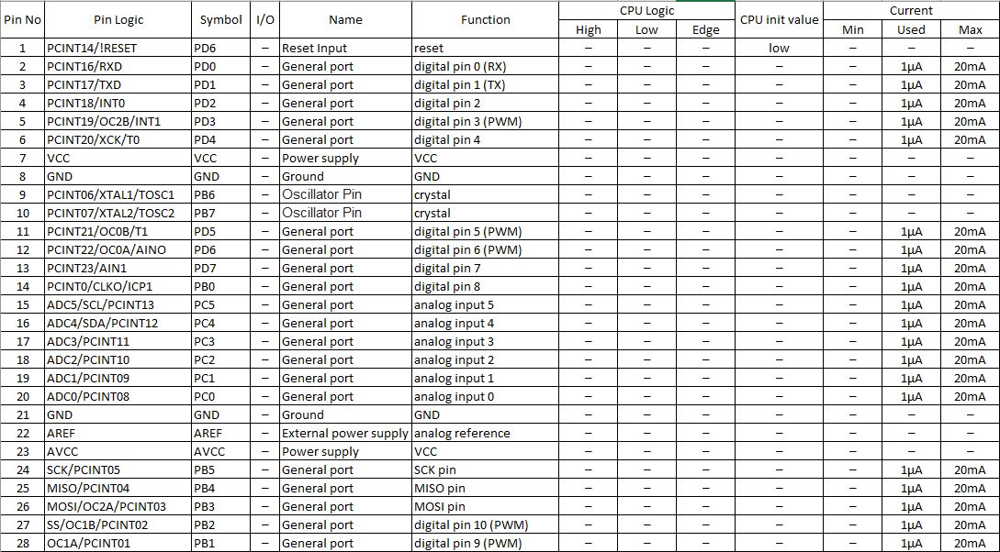 Pin No Pin Logic Symbol I/O Name Function CPU Logic CPU init value Current
High Low Edge Min Used Max
1 PCINT14/!RESET PD6 – Reset Input reset – – – low – – –
2 PCINT16/RXD PD0 – General port digital pin 0 (RX) – – – – – 1µA 20mA
3 PCINT17/TXD PD1 – General port digital pin 1 (TX) – – – – – 1µA 20mA
4 PCINT18/INT0 PD2 – General port digital pin 2 – – – – – 1µA 20mA
5 PCINT19/OC2B/INT1 PD3 – General port digital pin 3 (PWM) – – – – – 1µA 20mA
6 PCINT20/XCK/T0 PD4 – General port digital pin 4 – – – – – 1µA 20mA
7 VCC VCC – Power supply VCC – – – – – – –
8 GND GND – Ground GND – – – – – – –
9 PCINT06/XTAL1/TOSC1 PB6 – Oscillator Pin crystal – – – – – – –
10 PCINT07/XTAL2/TOSC2 PB7 – Oscillator Pin crystal – – – – – – –
11 PCINT21/OC0B/T1 PD5 – General port digital pin 5 (PWM) – – – – – 1µA 20mA
12 PCINT22/OC0A/AINO PD6 – General port digital pin 6 (PWM) – – – – – 1µA 20mA
13 PCINT23/AIN1 PD7 – General port digital pin 7 – – – – – 1µA 20mA
14 PCINT0/CLKO/ICP1 PB0 – General port digital pin 8 – – – – – 1µA 20mA
15 ADC5/SCL/PCINT13 PC5 – General port analog input 5 – – – – – 1µA 20mA
16 ADC4/SDA/PCINT12 PC4 – General port analog input 4 – – – – – 1µA 20mA
17 ADC3/PCINT11 PC3 – General port analog input 3 – – – – – 1µA 20mA
18 ADC2/PCINT10 PC2 – General port analog input 2 – – – – – 1µA 20mA
19 ADC1/PCINT09 PC1 – General port analog input 1 – – – – – 1µA 20mA
20 ADC0/PCINT08 PC0 – General port analog input 0 – – – – – 1µA 20mA
21 GND GND – Ground GND – – – – – – –
22 AREF AREF – External power supply analog reference – – – – – – –
23 AVCC AVCC – Power supply VCC – – – – – – –
24 SCK/PCINT05 PB5 – General port SCK pin – – – – – 1µA 20mA
25 MISO/PCINT04 PB4 – General port MISO pin – – – – – 1µA 20mA
26 MOSI/OC2A/PCINT03 PB3 – General port MOSI pin – – – – – 1µA 20mA
27 SS/OC1B/PCINT02 PB2 – General port digital pin 10 (PWM) – – – – – 1µA 20mA
28 OC1A/PCINT01 PB1 – General port digital pin 9 (PWM) – – – – – 1µA 20mA